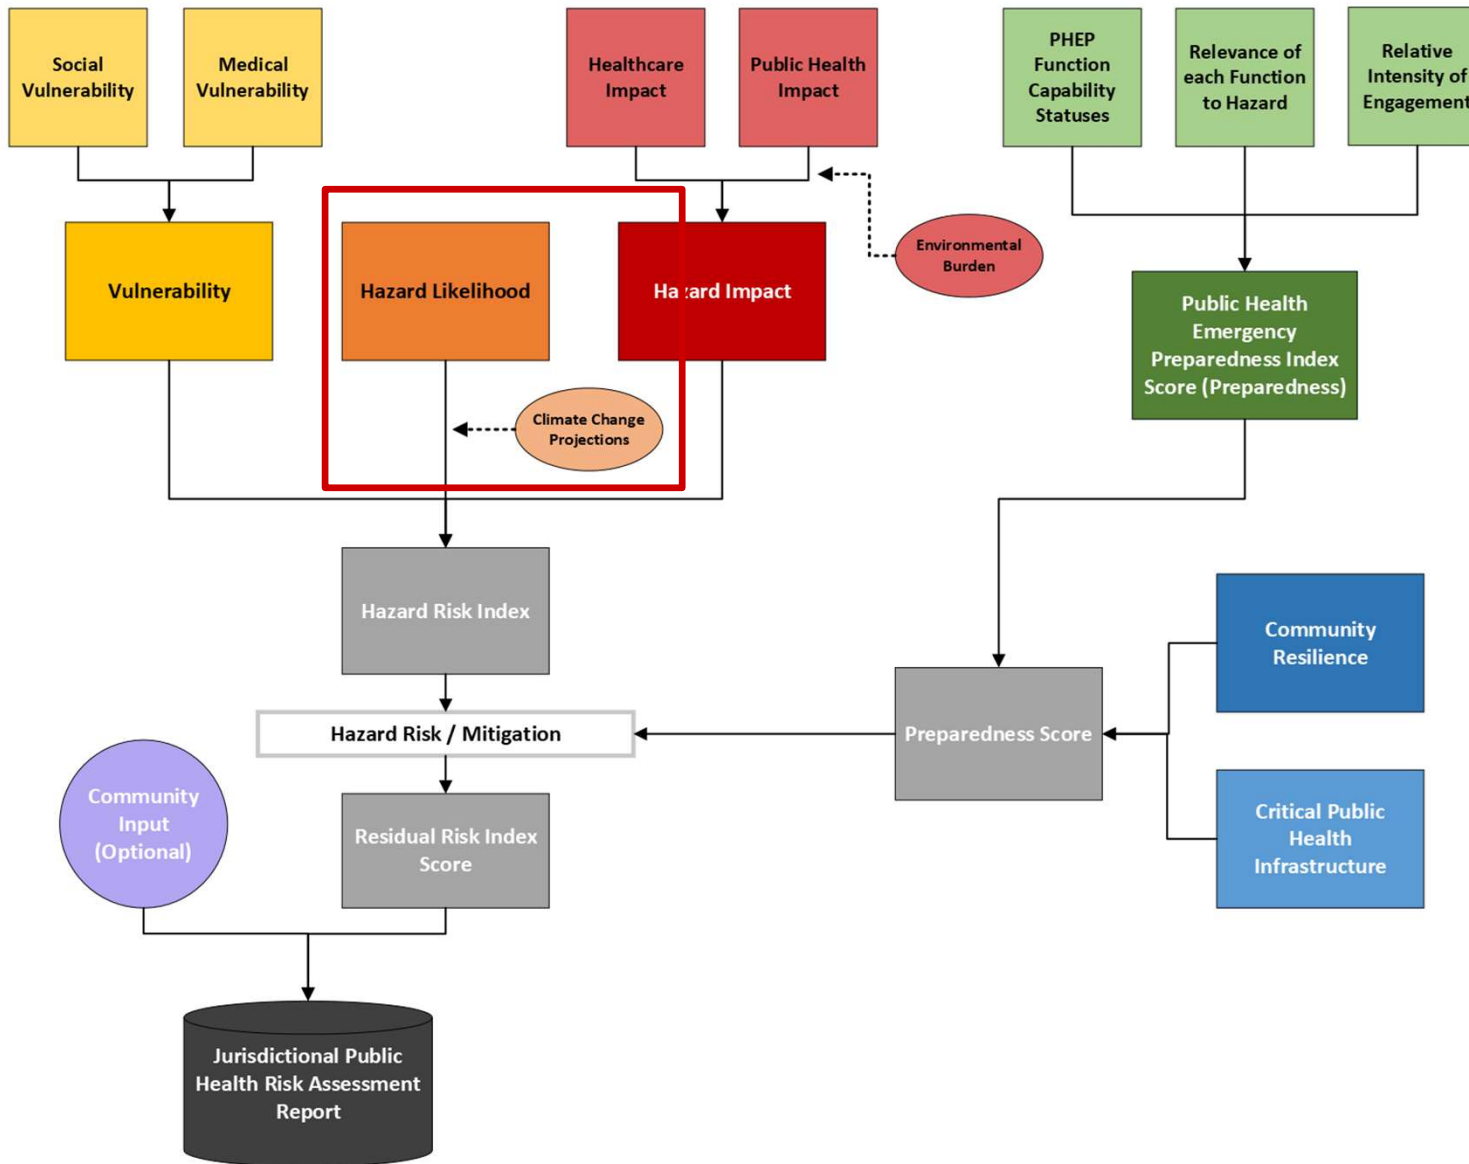 Social
Vulnerability
Medical
Vulnerability
Healthcare
Impact
Public Health
Impact
PHEP
Function
Capability
Statuses
Relevance of
each Function
to Hazard
Relative
Intensity of
Engagement
Vulnerability
Hazard Likelihood
Hazard Impact
Environmental
Burden
Public Health
Emergency
Preparedness Index
Score (Preparedness)
Climate Change
Projections
Hazard Risk Index
Community
Resilience
Hazard Risk / Mitigation
Preparedness Score
Community
Input
(Optional)
Residual Risk Index
Score
Critical Public
Health
Infrastructure
Jurisdictional Public
Health Risk Assessment
Report